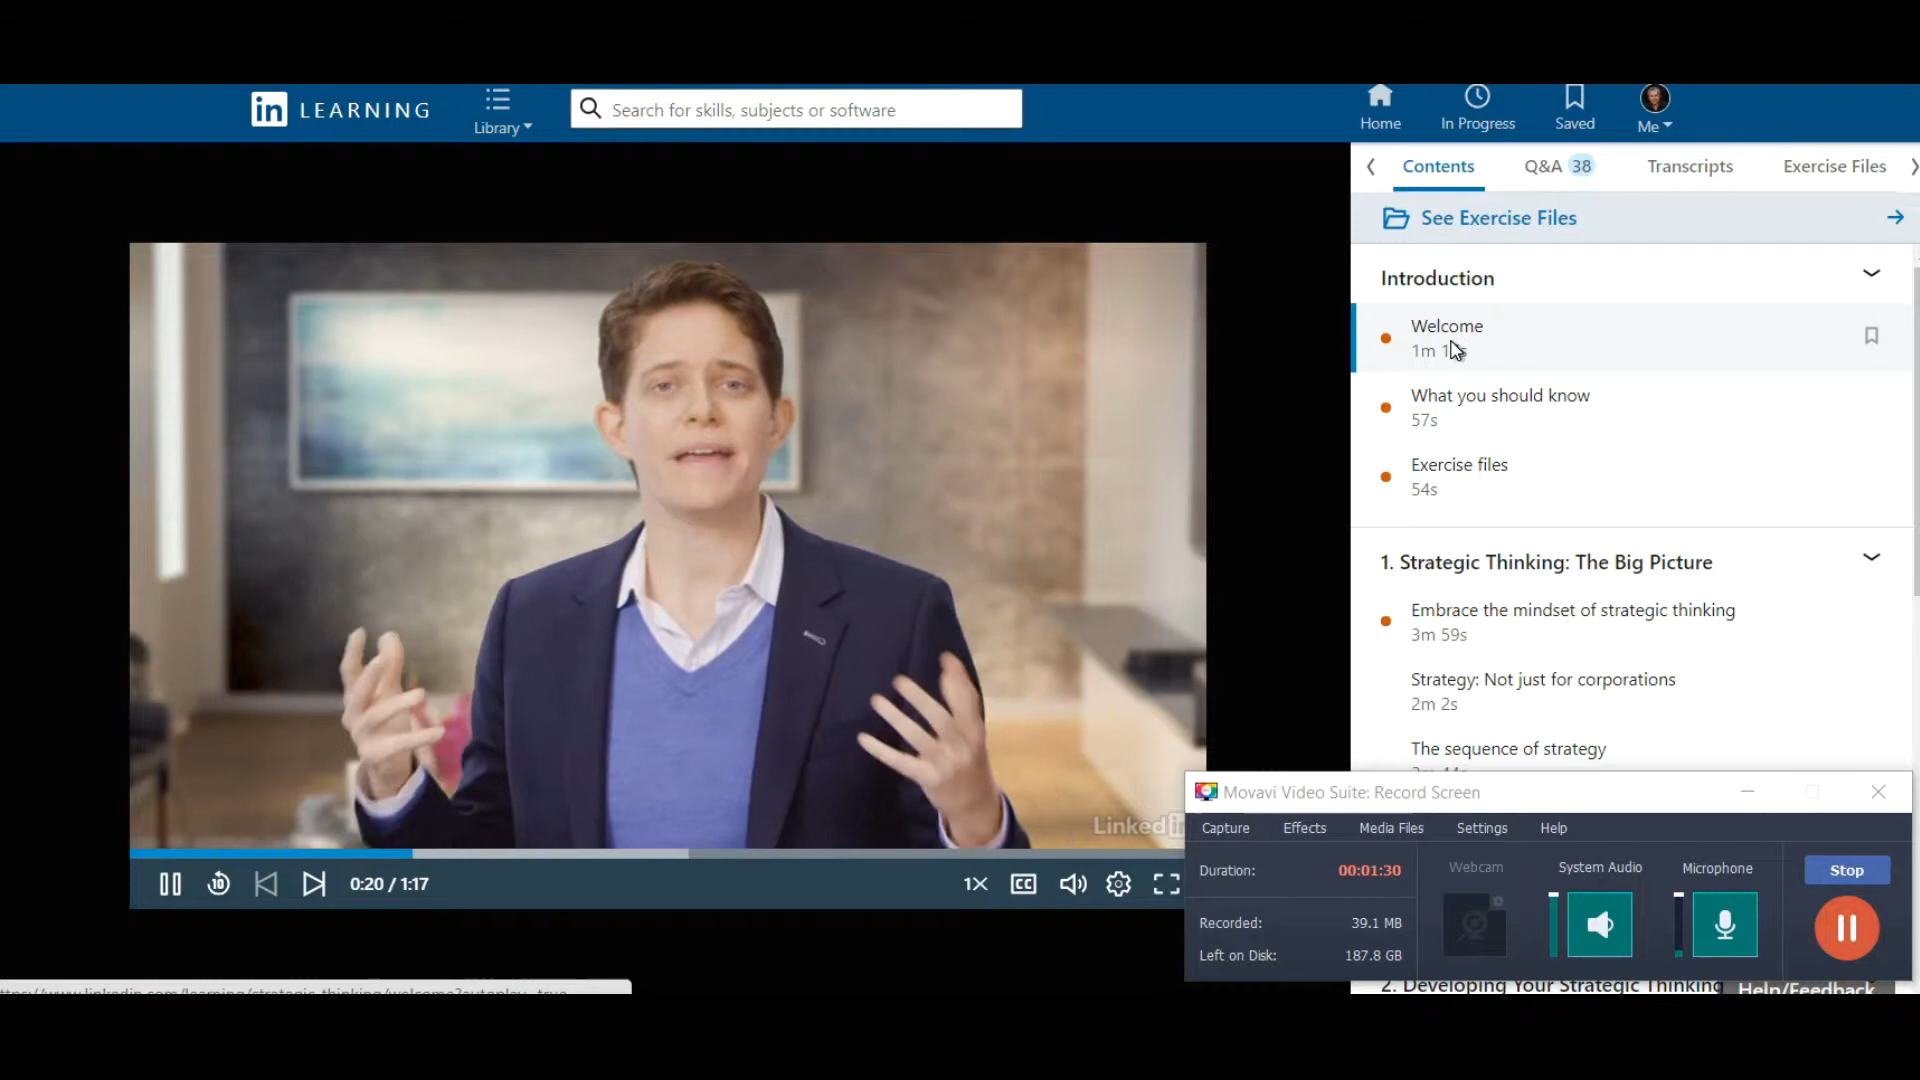 in LEARNING
Library
Search for skills, subjects or software
Home
In Progress
Saved
Me
Contents
Q&A 38
Transcripts
Exercise Files
See Exercise Files
Introduction
Welcome
1m
What you should know
57s
Exercise files
54s
1. Strategic Thinking: The Big Picture
Embrace the mindset of strategic thinking
3m 59s
Strategy: Not just for corporations
2m 2s
The sequence of strategy
LinkedIn
10
0:20 / 1:17
1×
CC
Movavi Video Suite: Record Screen
Capture
Effects
Media Files
Settings
Help
Duration: 00:01:30
Recorded: 39.1 MB
Left on Disk: 187.8 GB
Webcam
System Audio
Microphone
Stop
2. Developing Your Strategic Thinking
Help/Feedback